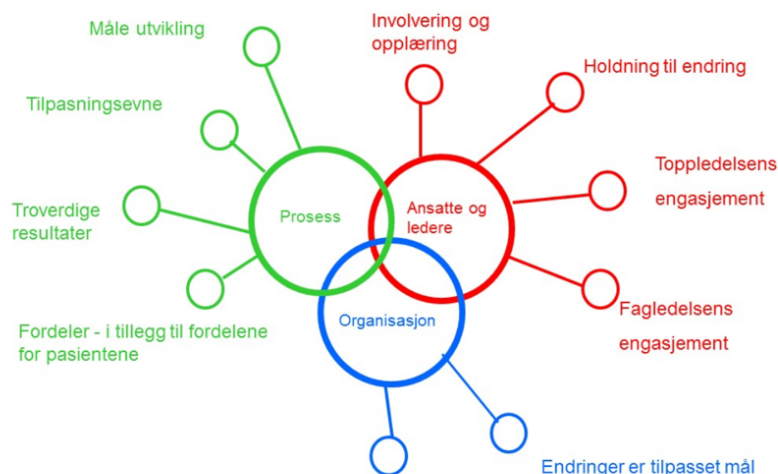 Måle utvikling
Tilpasningsevne
Troverdige
resultater
Fordeler - i tillegg til fordelene
for pasientene
Prosess
Involvering og
opplæring
Holdning til endring
Toppledelsens
engasjement
Fagledelsens
engasjement
Ansatte og
ledere
Organisasjon
Endringer er tilpasset mål